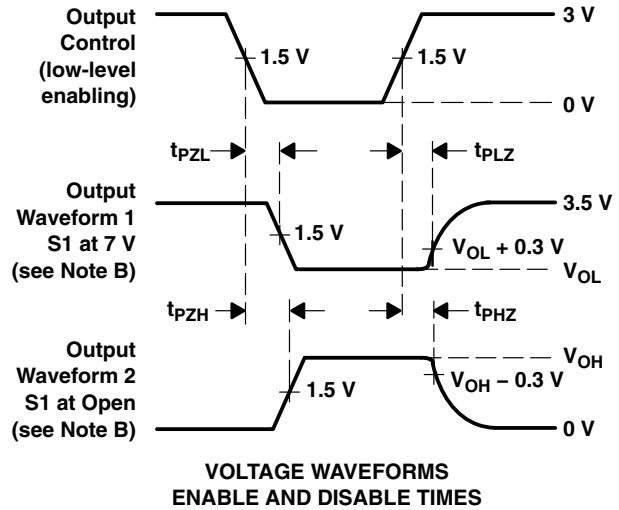 Output
Control
(low-level
enabling)
3 V
1.5 V
1.5 V
0 V
tPZL
tPLZ
Output
Waveform 1
S1 at 7 V
(see Note B)
3.5 V
1.5 V
VOL + 0.3 V
VOL
tPZH
tPHZ
Output
Waveform 2
S1 at Open
(see Note B)
VOH
1.5 V
VOH − 0.3 V
0 V
VOLTAGE WAVEFORMS
ENABLE AND DISABLE TIMES